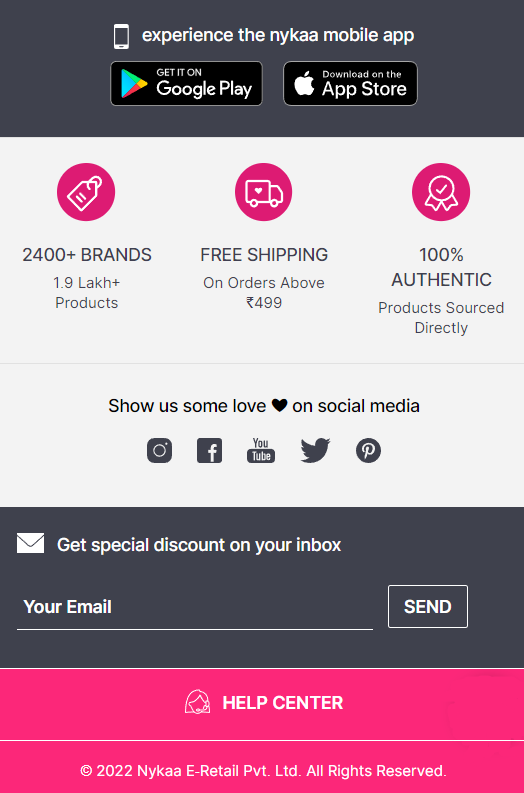 experience the nykaa mobile app
GET IT ON
Google Play
Download on the
App Store
2400+ BRANDS
1.9 Lakh+
Products
FREE SHIPPING
On Orders Above
₹499
100%
AUTHENTIC
Products Sourced
Directly
Show us some love on social media
You
Tube
Get special discount on your inbox
Your Email
SEND
HELP CENTER
© 2022 Nykaa E-Retail Pvt. Ltd. All Rights Reserved.